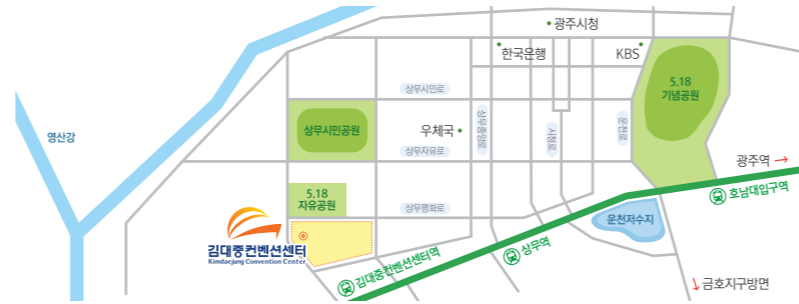 광주시청
한국은행
KBS
5.18
기념공원
상무시민로
영산강
상무시민공원
우체국
상무중앙로
시청로
운천로
상무자유로
광주역
5.18
자유공원
호남대입구역
상무평화로
운천저수지
김대중컨벤션센터
Kimdaejung Convention Center
김대중컨벤션센터역
상무역
금호지구방면